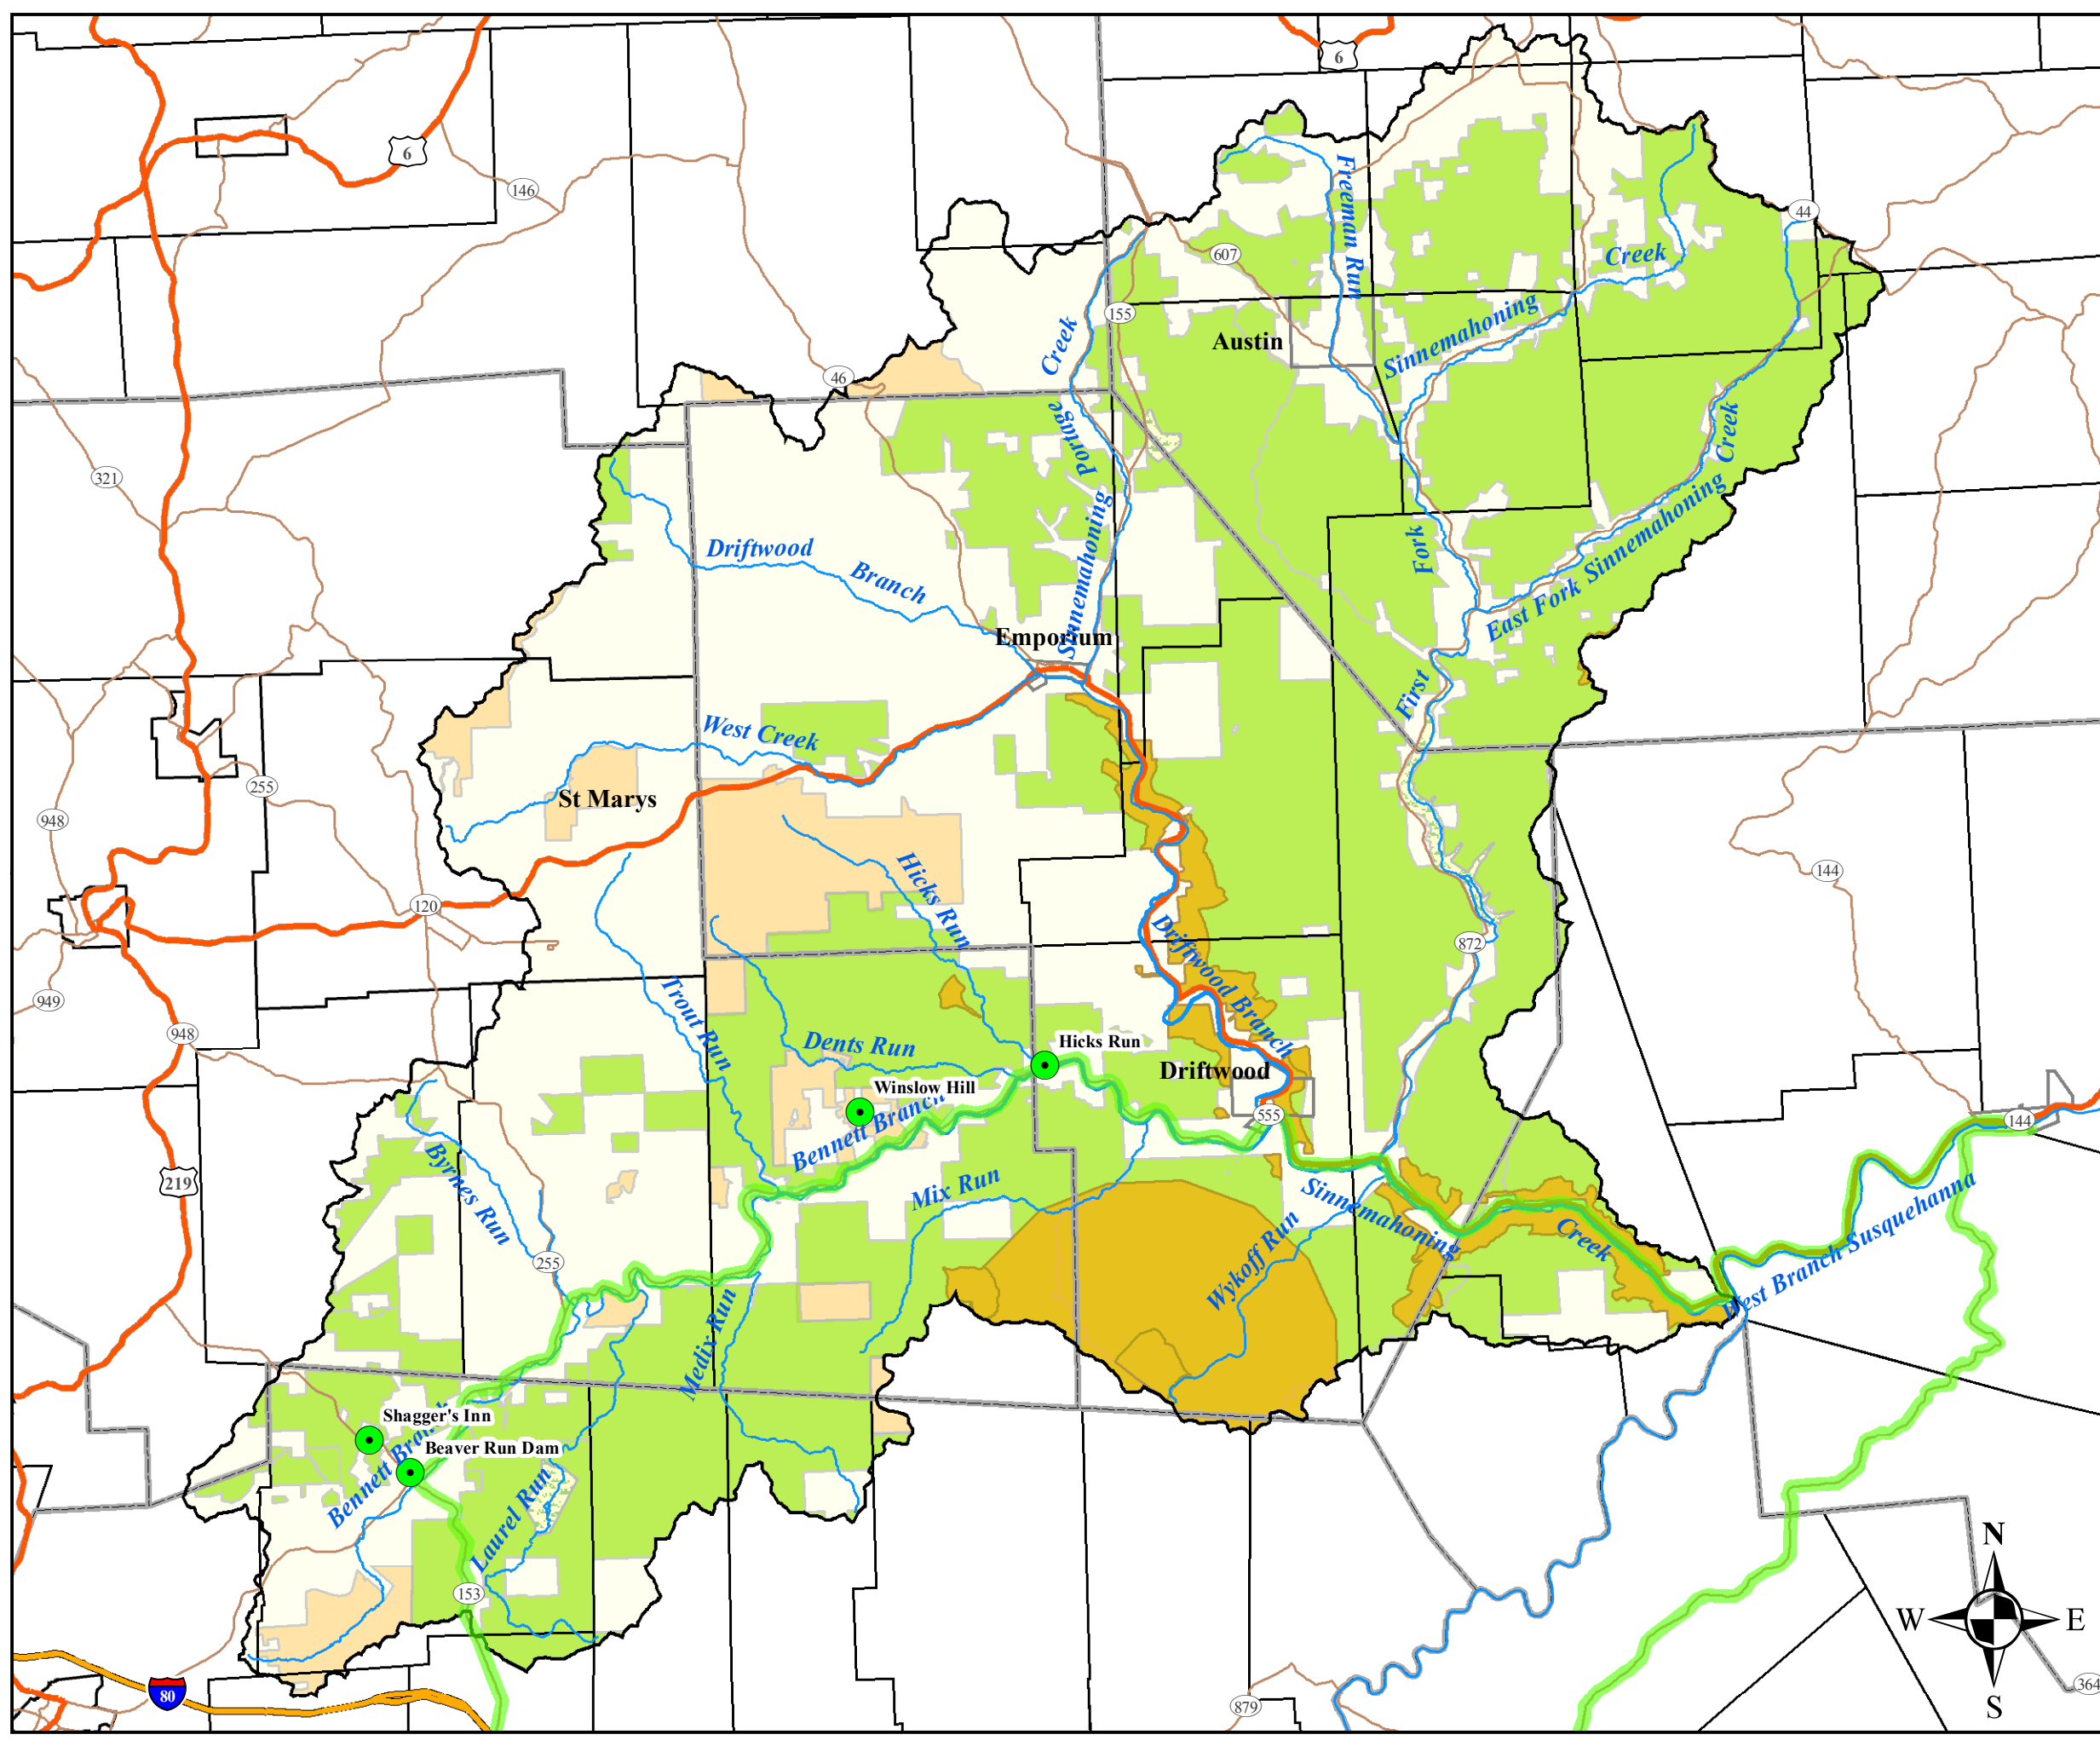 6
6
146
44
Freeman Run
607
Creek
155
Sinnemahoning
Austin
Creek
46
Portage
Creek
321
Sinnemahoning
Fork
East Fork Sinnemahoning
Driftwood
Branch
Emporium
First
West Creek
255
St Marys
948
144
Hicks Run
120
872
Driftwood Branch
949
Trout Run
948
Dents Run
Hicks Run
Driftwood
Winslow Hill
Bennett Branch
555
144
219
Byrnes Run
Mix Run
Sinnemahoning
Creek
West Branch Susquehanna
Wykoff Run
255
Medix Run
Shagger's Inn
Beaver Run Dam
Bennett Branch
Laurel Run
153
N
W
E
S
80
879
364